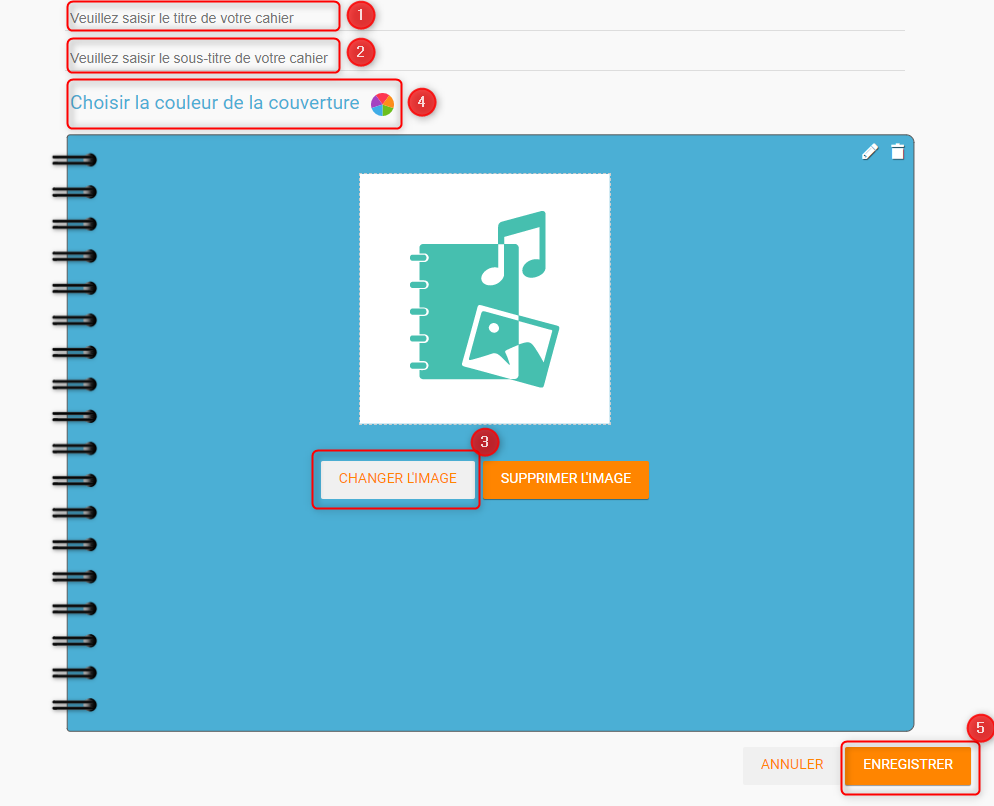 Veuillez saisir le titre de votre cahier 1
Veuillez saisir le sous-titre de votre cahier 2
Choisir la couleur de la couverture 4
3
CHANGER L'IMAGE SUPPRIMER L'IMAGE
5
ANNULER ENREGISTRER